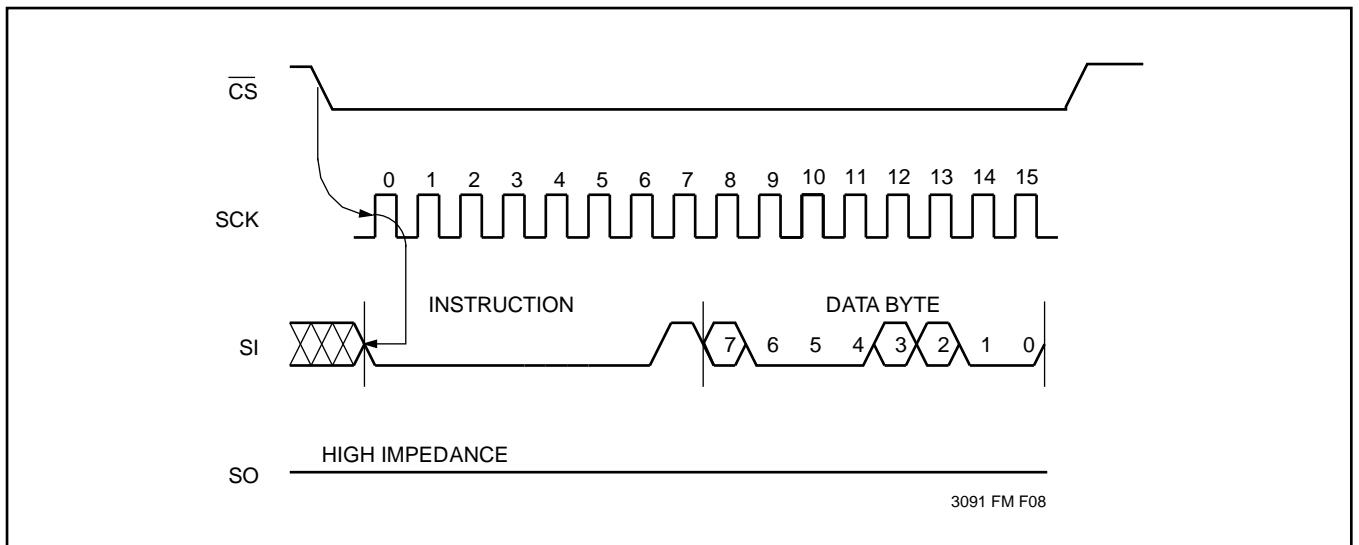 CS
0 1 2 3 4 5 6 7 8 9 10 11 12 13 14 15
SCK
INSTRUCTION DATA BYTE
SI 7 6 5 4 3 2 1 0
HIGH IMPEDANCE
SO
3091 FM F08